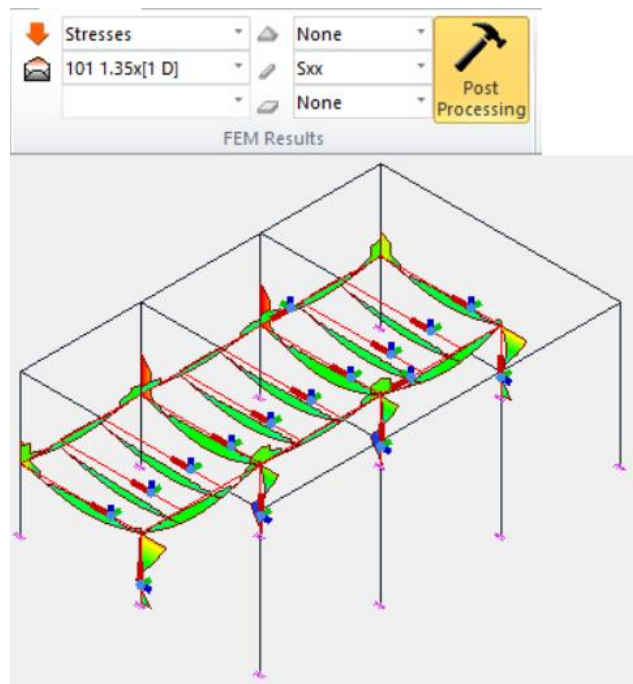 Stresses None
101 1.35x[1 D] Sxx
None
Post
Processing
FEM Results